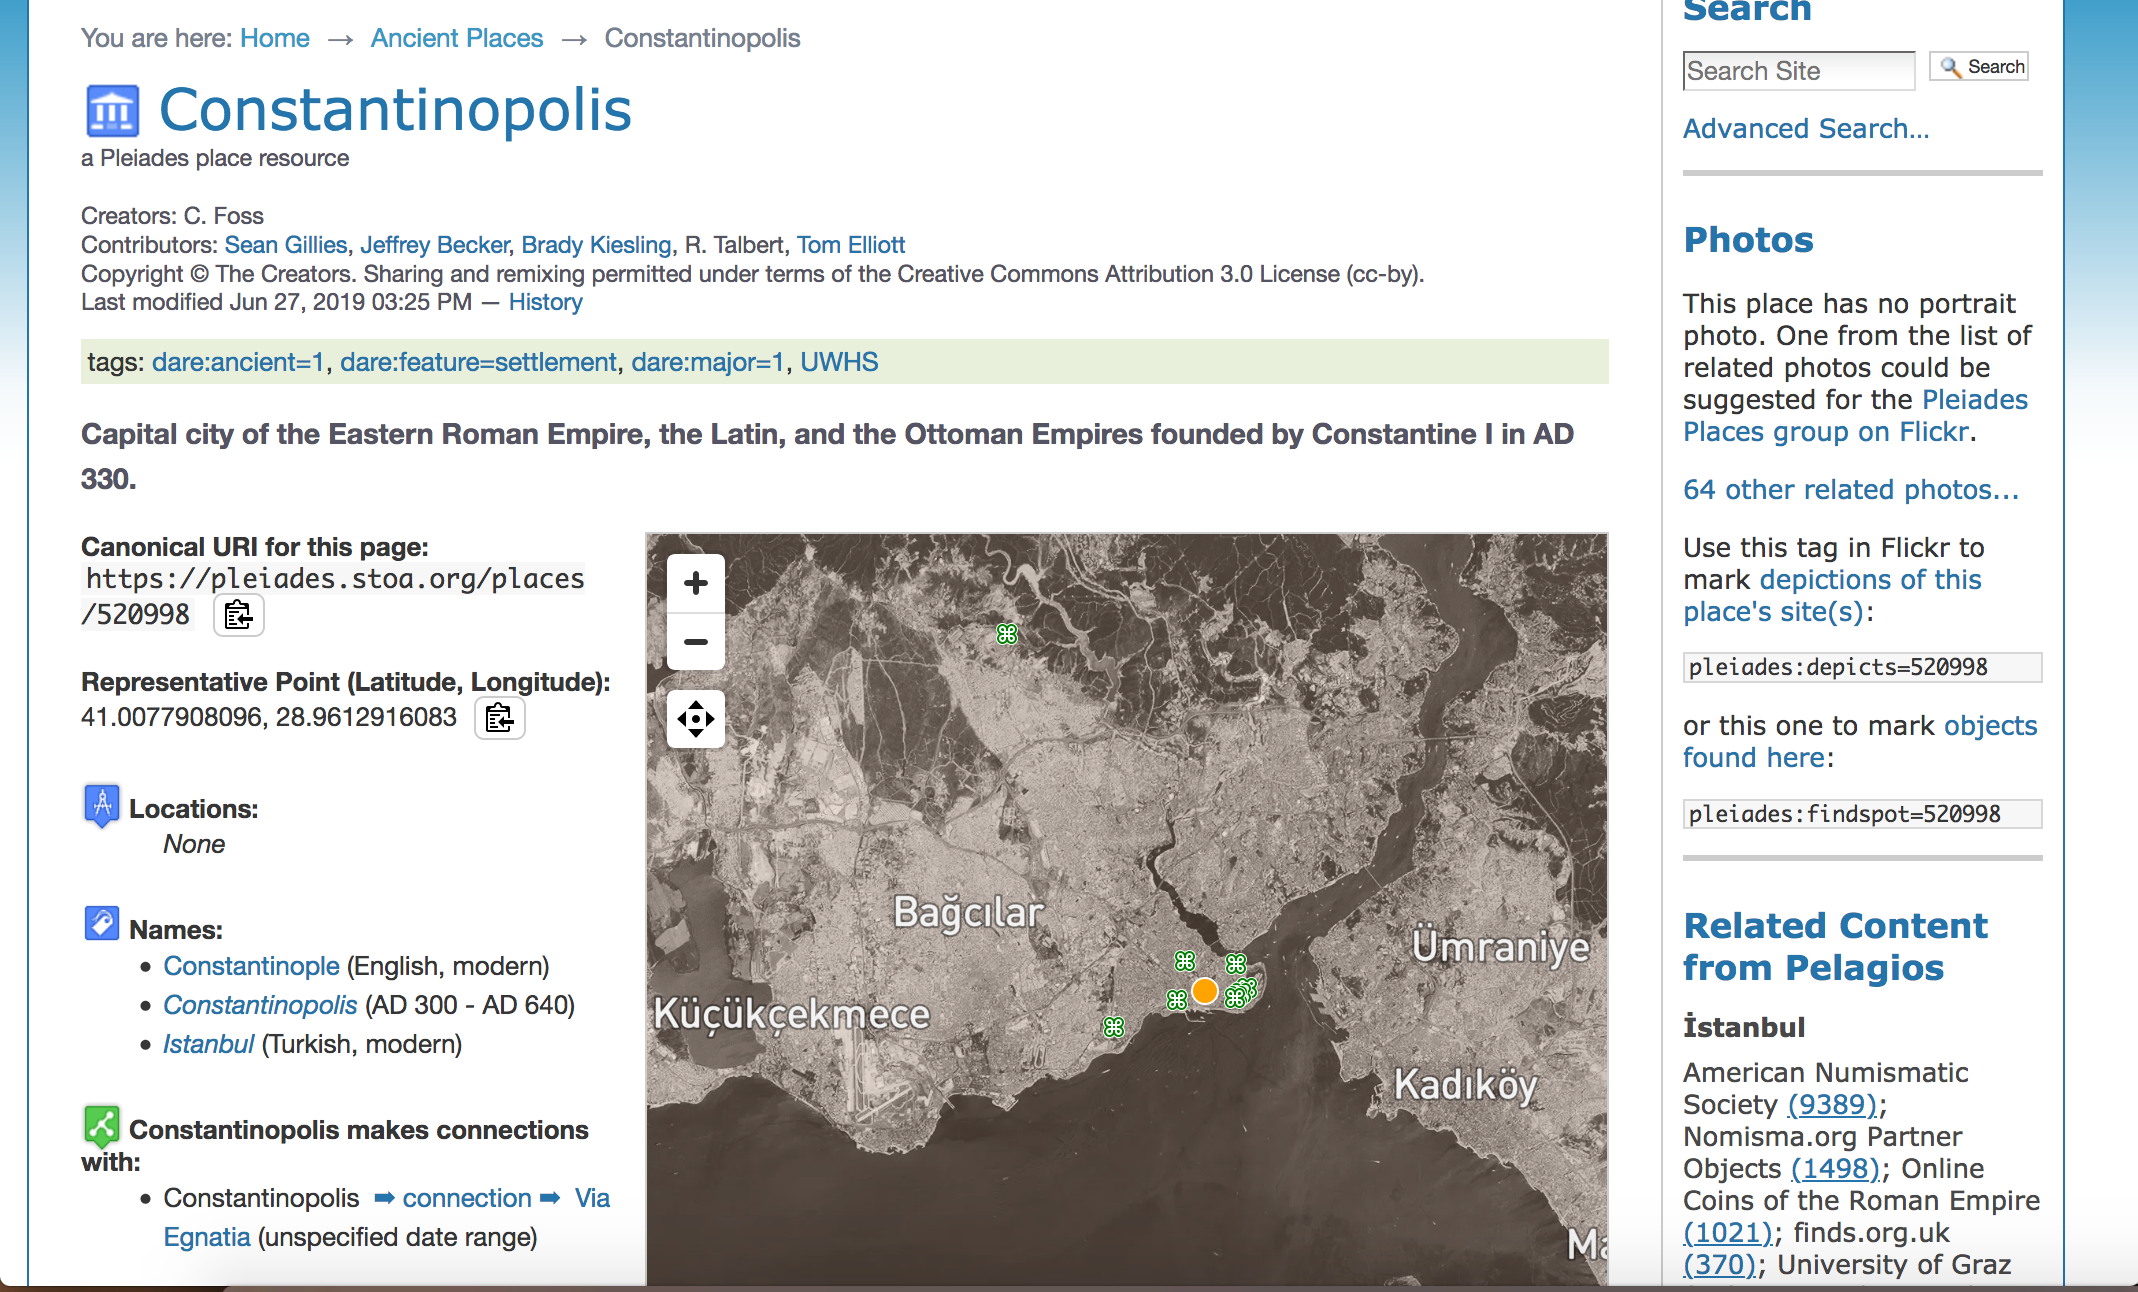 You are here: Home → Ancient Places → Constantinopolis
Constantinopolis
a Pleiades place resource
Creators: C. Foss
Contributors: Sean Gillies, Jeffrey Becker, Brady Kiesling, R. Talbert, Tom Elliott
Copyright © The Creators. Sharing and remixing permitted under terms of the Creative Commons Attribution 3.0 License (cc-by).
Last modified Jun 27, 2019 03:25 PM — History
tags: dare:ancient=1, dare:feature=settlement, dare:major=1, UWHS
Capital city of the Eastern Roman Empire, the Latin, and the Ottoman Empires founded by Constantine I in AD
330.
Canonical URI for this page:
https://pleiades.stoa.org/places
/520998
Representative Point (Latitude, Longitude):
41.0077908096, 28.9612916083
Locations:
None
Names:
• Constantinople (English, modern)
• Constantinopolis (AD 300 - AD 640)
• Istanbul (Turkish, modern)
Constantinopolis makes connections
with:
• Constantinopolis ➡ connection ➡ Via
Egnatia (unspecified date range)
+
−
Bağcılar
Ümraniye
Küçükçekmece
Kadıköy
Search
Search Site
Search
Advanced Search...
Photos
This place has no portrait
photo. One from the list of
related photos could be
suggested for the Pleiades
Places group on Flickr.
64 other related photos...
Use this tag in Flickr to
mark depictions of this
place's site(s):
pleiades:depicts=520998
or this one to mark objects
found here:
pleiades:findspot=520998
Related Content
from Pelagios
İstanbul
American Numismatic
Society (9389);
Nomisma.org Partner
Objects (1498); Online
Coins of the Roman Empire
(1021); finds.org.uk
(370); University of Graz